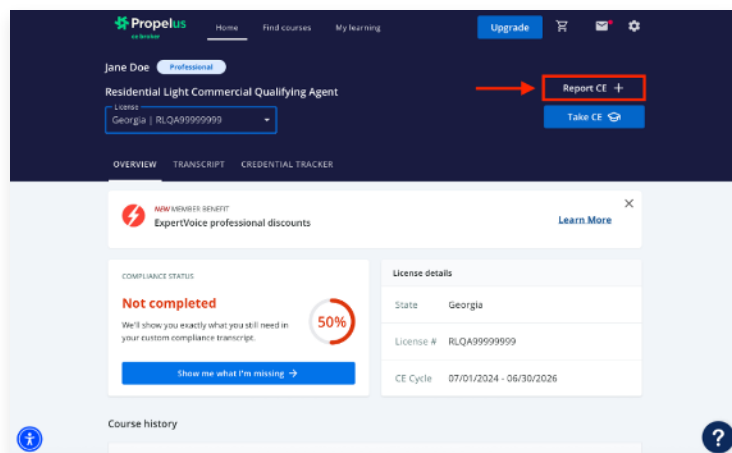 Propelus
ce broker
Home
Find courses
My learning
Upgrade
Jane Doe
Professional
Residential Light Commercial Qualifying Agent
License
Georgia | RLQA99999999
Report CE +
Take CE
OVERVIEW
TRANSCRIPT
CREDENTIAL TRACKER
NEW MEMBER BENEFIT
ExpertVoice professional discounts
Learn More
COMPLIANCE STATUS
Not completed
We'll show you exactly what you still need in
your custom compliance transcript.
50%
Show me what I'm missing →
License details
State
Georgia
License #
RLQA99999999
CE Cycle
07/01/2024 - 06/30/2026
Course history
?